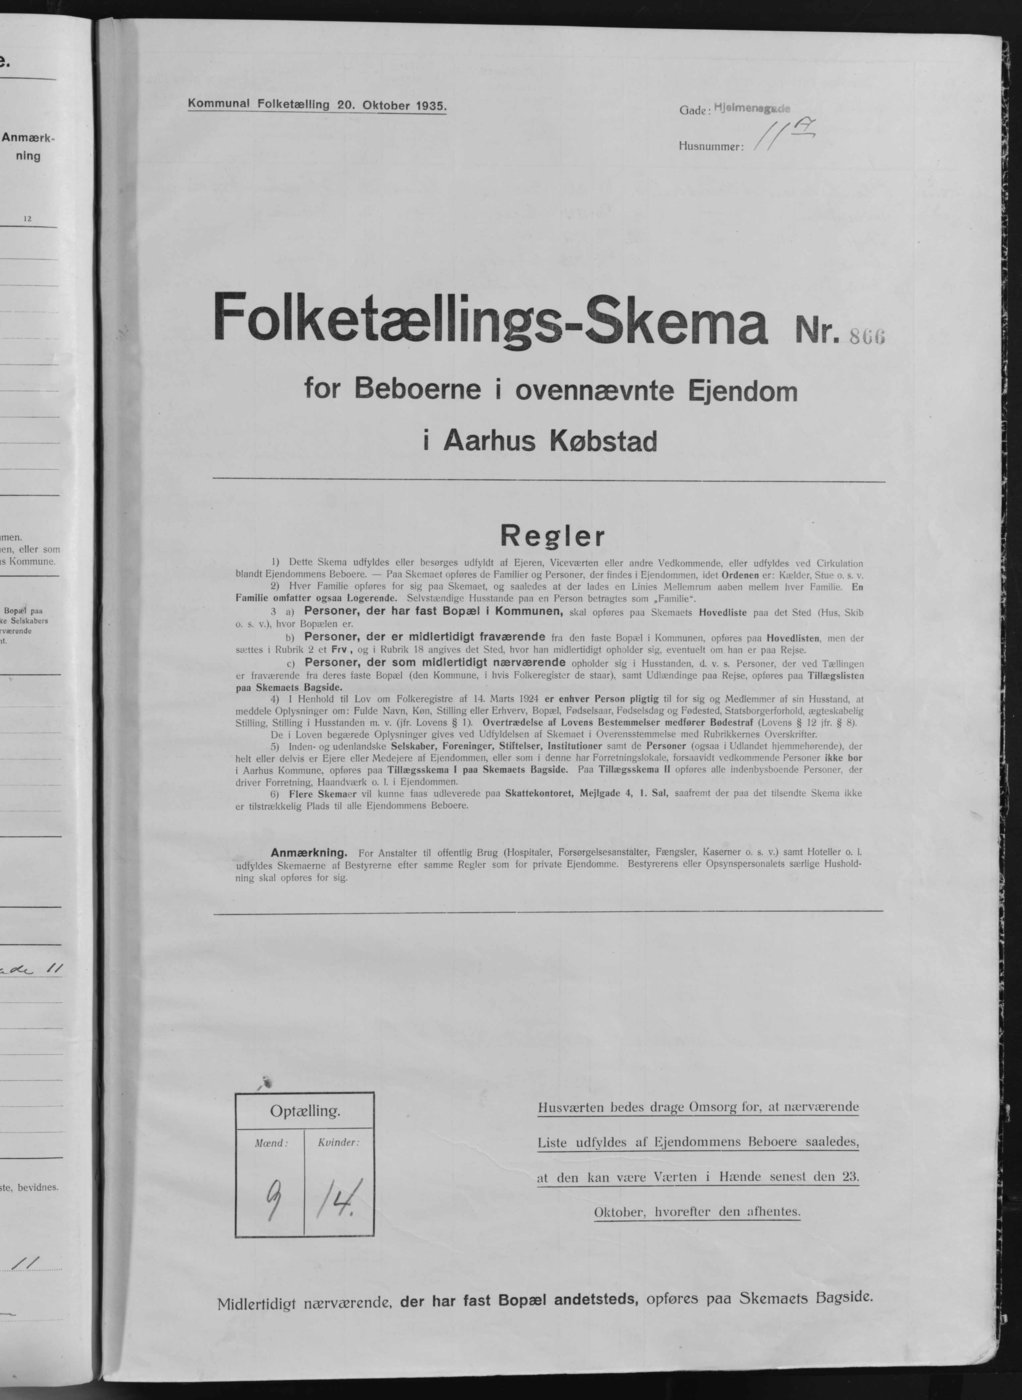 e.
Anmærk-
ning
12
men.
en, eller som
s Kommune.
Bopæl paa
ke Selskabers
rværende
t.
ade 11
ste, bevidnes.
11
Kommunal Folketælling 20. Oktober 1935.
Gade: Hjelmensgade
Husnummer: 11 A
Folketællings-Skema Nr. 866
for Beboerne i ovennævnte Ejendom
i Aarhus Købstad
Regler
1) Dette Skema udfyldes eller besørges udfyldt af Ejeren, Viceværten eller andre Vedkommende, eller udfyldes ved Cirkulation
blandt Ejendommens Beboere. — Paa Skemaet opføres de Familier og Personer, der findes i Ejendommen, idet Ordenen er: Kælder, Stue o. s. v.
2) Hver Familie opføres for sig paa Skemaet, og saaledes at der lades en Linies Mellemrum aaben mellem hver Familie. En
Familie omfatter ogsaa Logerende. Selvstændige Husstande paa en Person betragtes som „Familie“.
3 a) Personer, der har fast Bopæl i Kommunen, skal opføres paa Skemaets Hovedliste paa det Sted (Hus, Skib
o. s. v.), hvor Bopælen er.
b) Personer, der er midlertidigt fraværende fra den faste Bopæl i Kommunen, opføres paa Hovedlisten, men der
sættes i Rubrik 2 et Frv., og i Rubrik 18 angives det Sted, hvor han midlertidigt opholder sig, eventuelt om han er paa Rejse.
c) Personer, der som midlertidigt nærværende opholder sig i Husstanden, d. v. s. Personer, der ved Tællingen
er fraværende fra deres faste Bopæl (den Kommune, i hvis Folkeregister de staar), samt Udlændinge paa Rejse, opføres paa Tillægslisten
paa Skemaets Bagside.
4) I Henhold til Lov om Folkeregistre af 14. Marts 1924 er enhver Person pligtig til for sig og Medlemmer af sin Husstand, at
meddele Oplysninger om: Fulde Navn, Køn, Stilling eller Erhverv, Bopæl, Fødselsaar, Fødselsdag og Fødested, Statsborgerforhold, ægteskabelig
Stilling, Stilling i Husstanden m. v. (jfr. Lovens § 1). Overtrædelse af Lovens Bestemmelser medfører Bødestraf (Lovens § 12 jfr. § 8).
De i Loven begærede Oplysninger gives ved Udfyldelsen af Skemaet i Overensstemmelse med Rubrikkernes Overskrifter.
5) Inden- og udenlandske Selskaber, Foreninger, Stiftelser, Institutioner samt de Personer (ogsaa i Udlandet hjemmehørende), der
helt eller delvis er Ejere eller Medejere af Ejendommen, eller som i denne har Forretningslokale, forsaavidt vedkommende Personer ikke bor
i Aarhus Kommune, opføres paa Tillægsskema I paa Skemaets Bagside. Paa Tillægsskema II opføres alle indenbysboende Personer, der
driver Forretning, Haandværk o. l. i Ejendommen.
6) Flere Skemaer vil kunne faas udleverede paa Skattekontoret, Mejlgade 4, 1. Sal, saafremt der paa det tilsendte Skema ikke
er tilstrækkelig Plads til alle Ejendommens Beboere.
Anmærkning. For Anstalter til offentlig Brug (Hospitaler, Forsørgelsesanstalter, Fængsler, Kaserner o. s. v.) samt Hoteller o. l.
udfyldes Skemaerne af Bestyrerne efter samme Regler som for private Ejendomme. Bestyrerens eller Opsynspersonalets særlige Hushold-
ning skal opføres for sig.
Optælling.
Mænd: Kvinder:
9 14.
Husværten bedes drage Omsorg for, at nærværende
Liste udfyldes af Ejendommens Beboere saaledes,
at den kan være Værten i Hænde senest den 23.
Oktober, hvorefter den afhentes.
Midlertidigt nærværende, der har fast Bopæl andetsteds, opføres paa Skemaets Bagside.